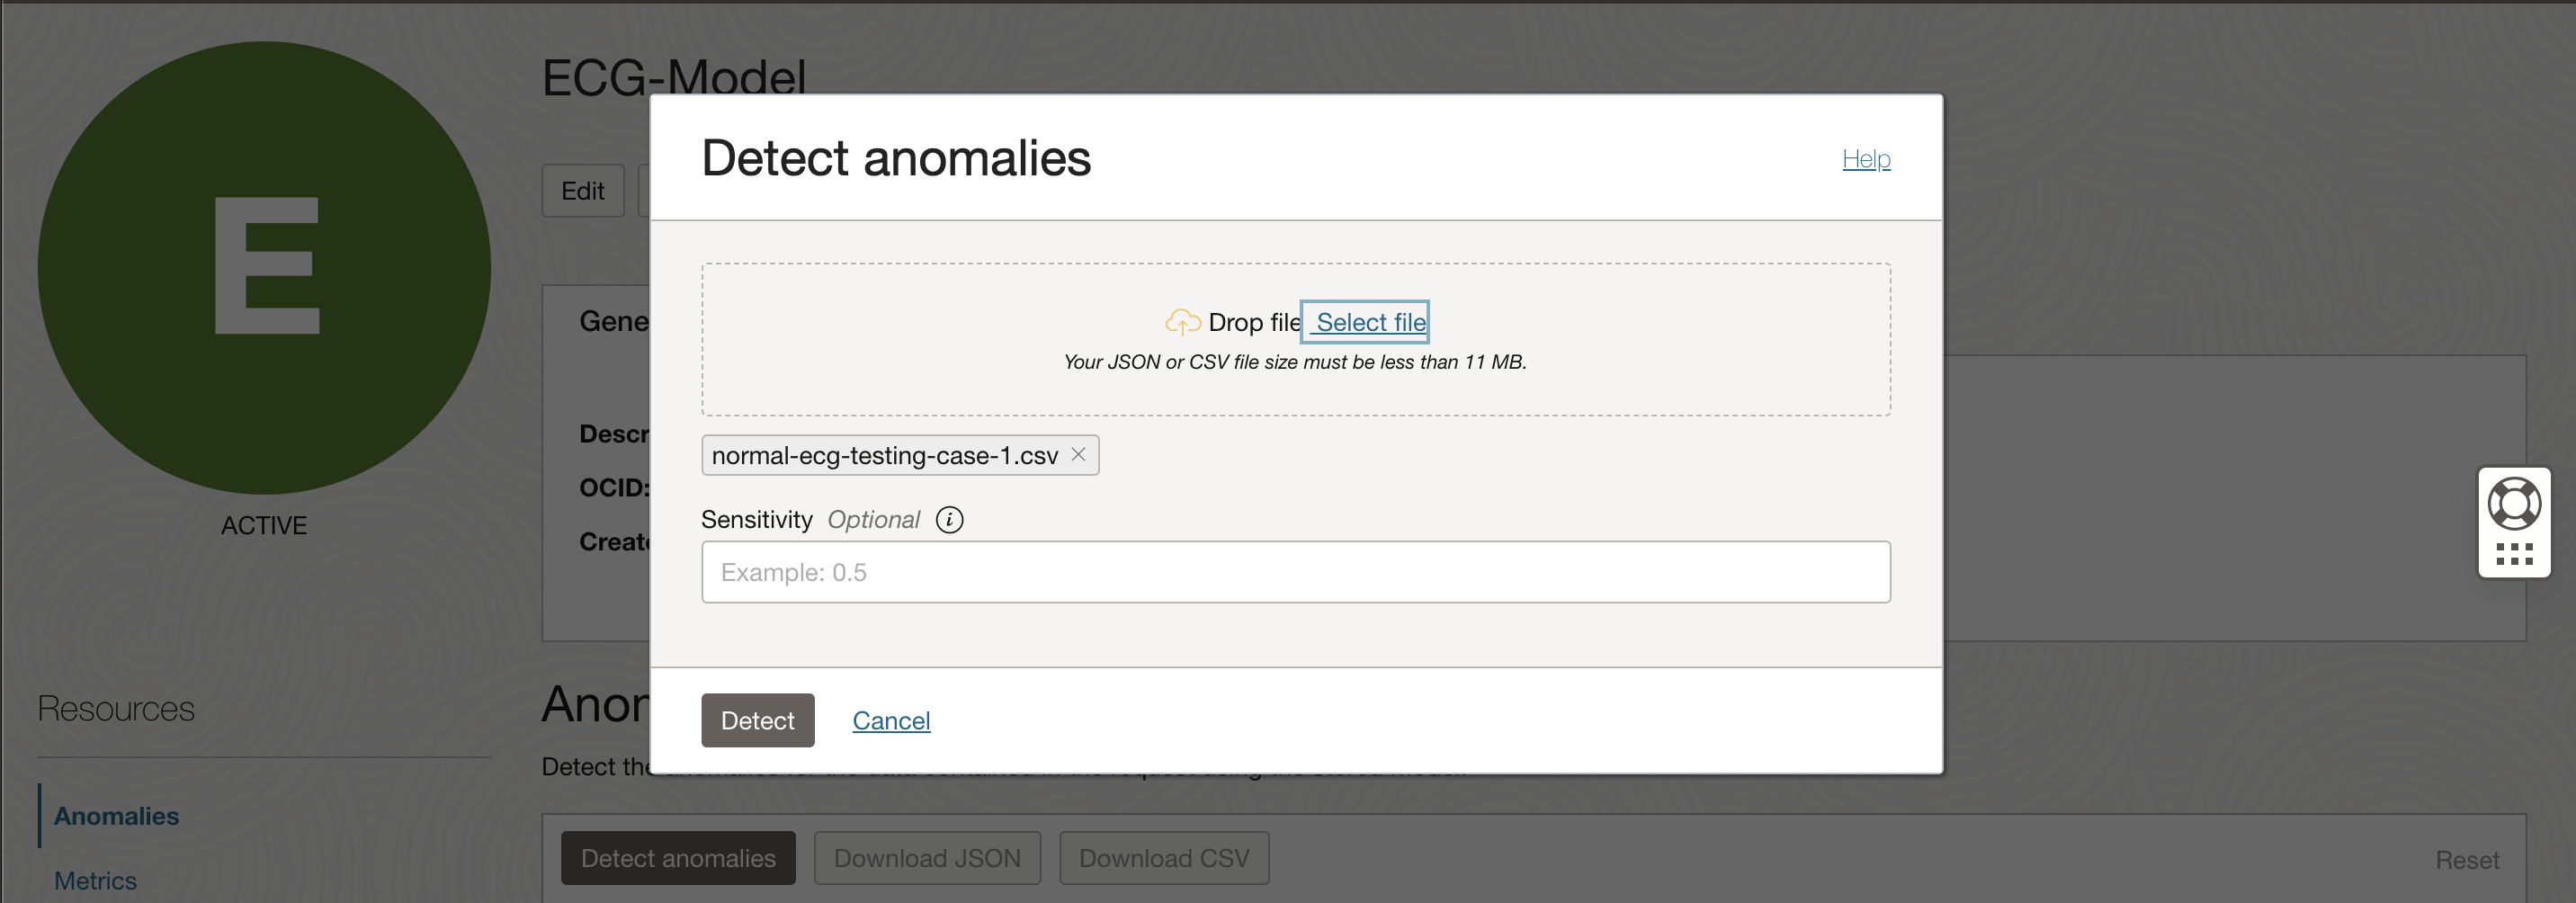 ECG-Model
E
ACTIVE
Edit
Gene
Descr
OCID:
Create
Detect anomalies
Help
Drop file Select file
Your JSON or CSV file size must be less than 11 MB.
normal-ecg-testing-case-1.csv
Sensitivity Optional
Example: 0.5
Detect Cancel
Resources
Anomalies
Metrics
Anon
Detect the
Detect anomalies Download JSON Download CSV Reset